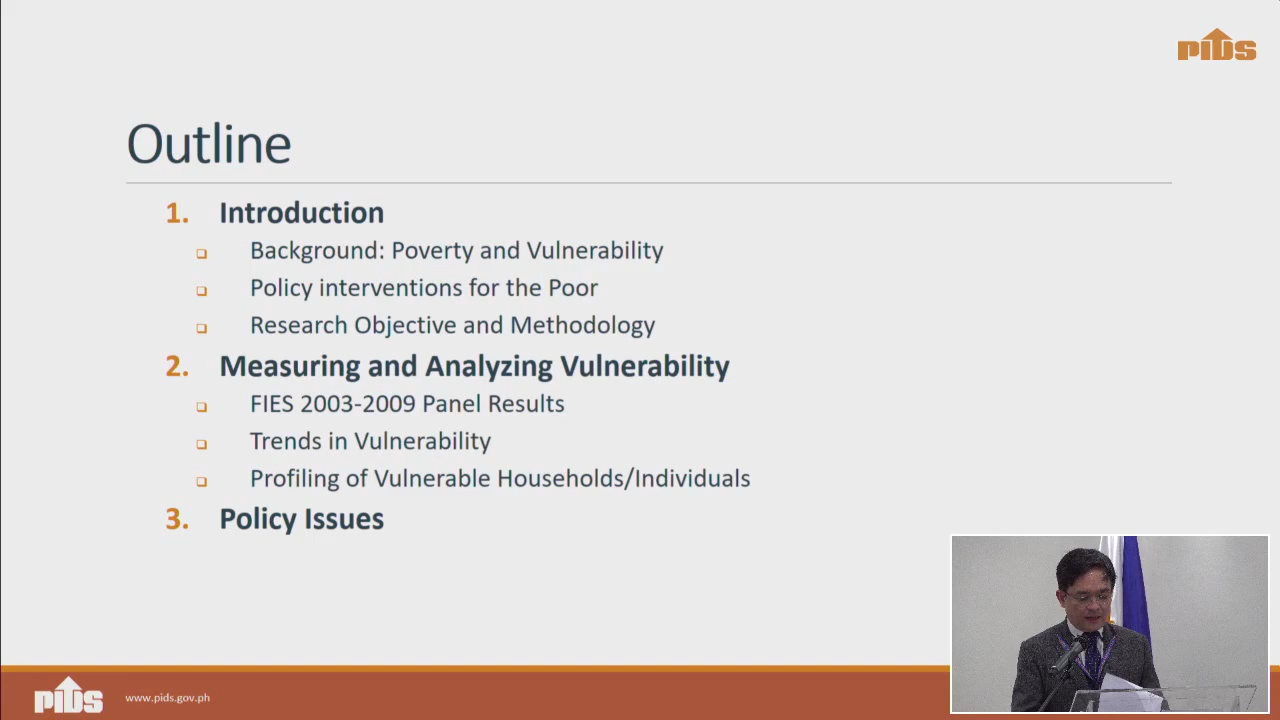 PIDS
Outline
1. Introduction
Background: Poverty and Vulnerability
Policy interventions for the Poor
Research Objective and Methodology
2. Measuring and Analyzing Vulnerability
FIES 2003-2009 Panel Results
Trends in Vulnerability
Profiling of Vulnerable Households/Individuals
3. Policy Issues
PIDS
www.pids.gov.ph